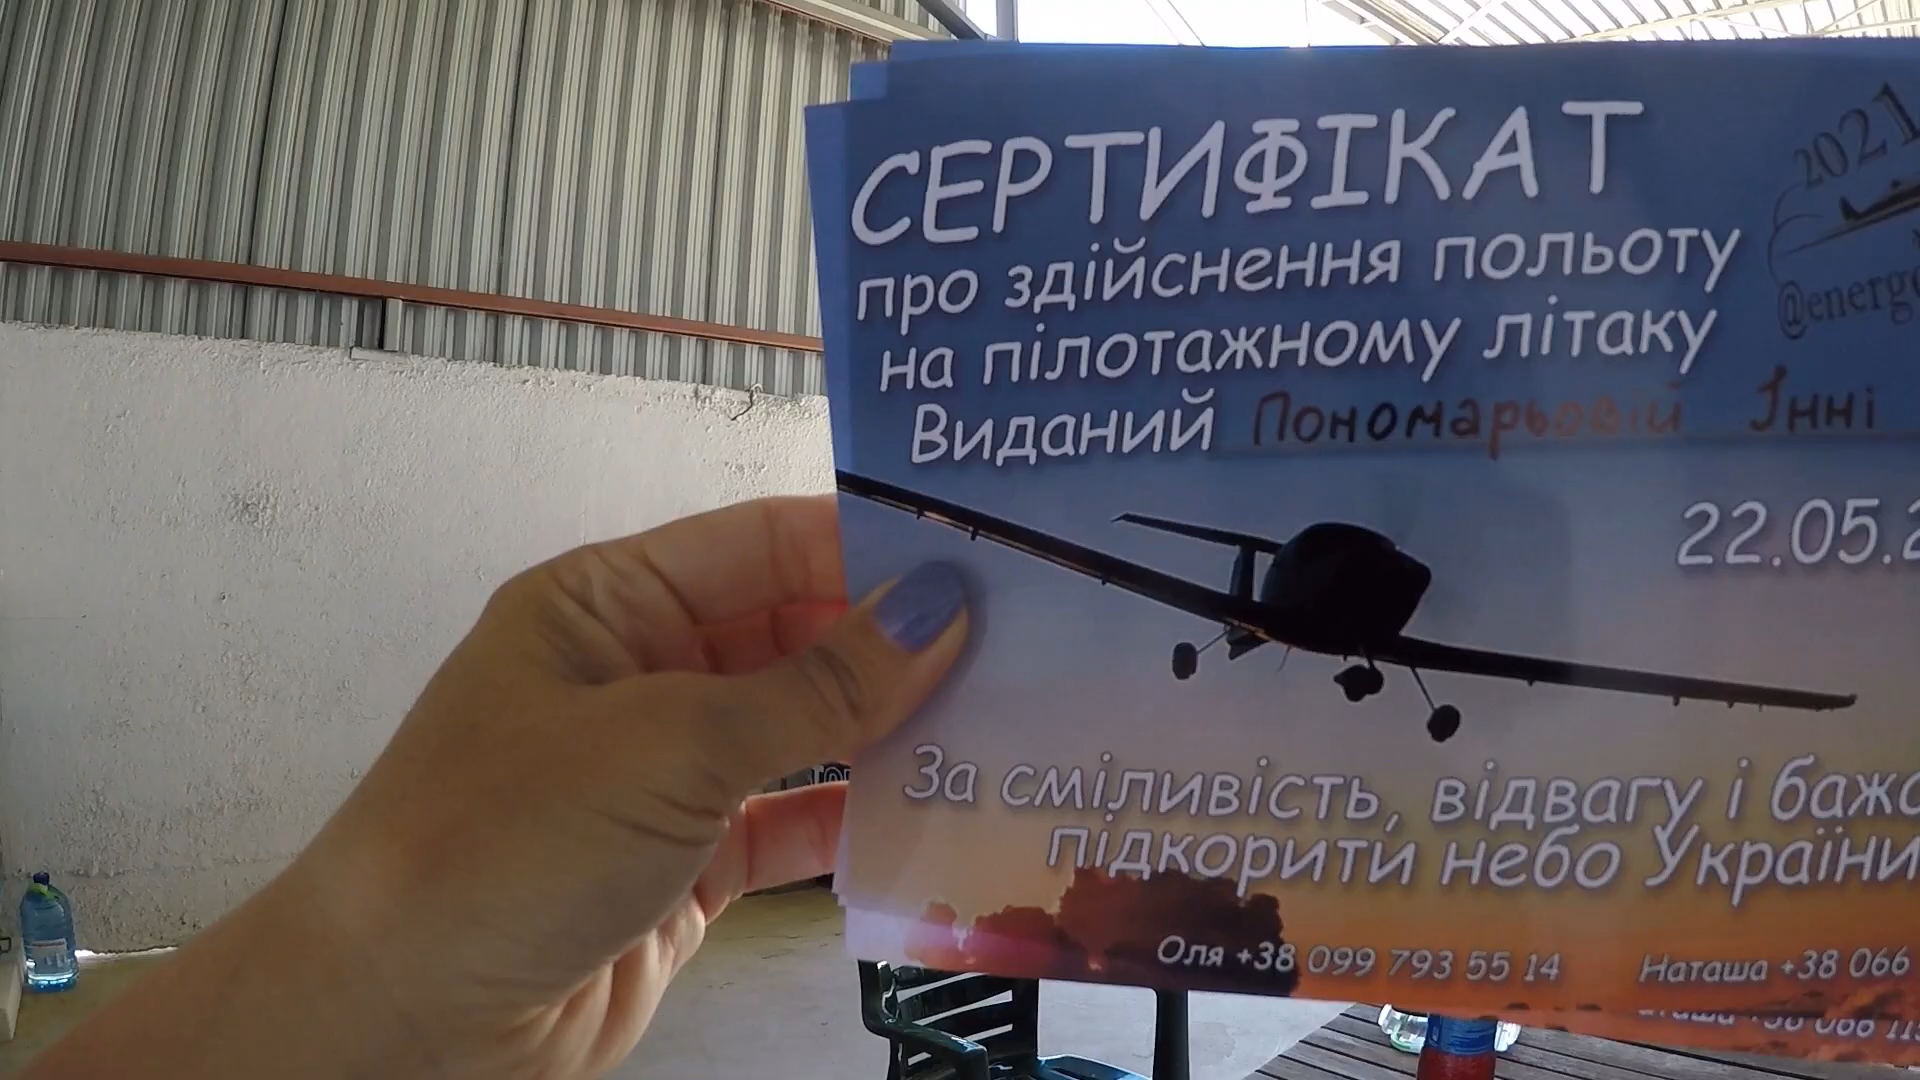 СЕРТИФІКАТ
про здійснення польоту
на пілотажному літаку
Виданий Пономарьовій Інні
2021
22.05.2
За сміливість, відвагу і
підкорити небо України
Оля +38 099 793 55 14 Наташа +38 066